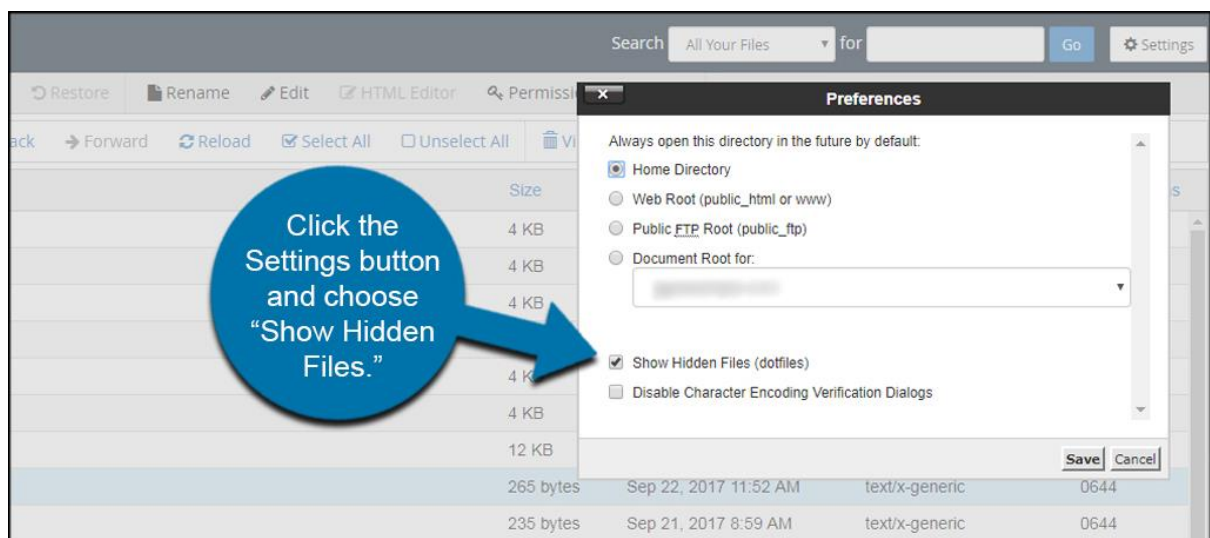 Search All Your Files for Go Settings
Restore Rename Edit HTML Editor Permissi
ack Forward Reload Select All Unselect All Vi
Size s
4 KB
4 KB
4 KB
4 K
4 KB
12 KB
265 bytes Sep 22, 2017 11:52 AM text/x-generic 0644
235 bytes Sep 21, 2017 8:59 AM text/x-generic 0644
Click the
Settings button
and choose
“Show Hidden
Files.”
Preferences
Always open this directory in the future by default:
Home Directory
Web Root (public_html or www)
Public FTP Root (public_ftp)
Document Root for:
Show Hidden Files (dotfiles)
Disable Character Encoding Verification Dialogs
Save Cancel